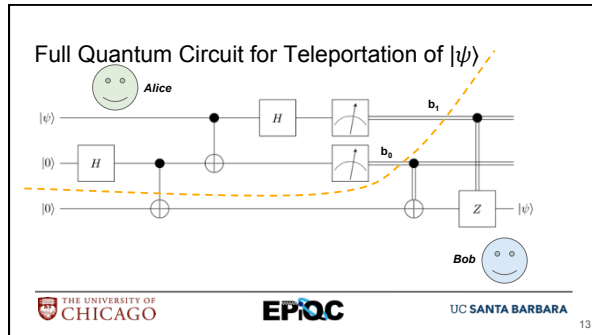 Full Quantum Circuit for Teleportation of |ψ⟩
Alice
|ψ⟩ H b₁
|0⟩ H b₀
|0⟩ Z |ψ⟩
Bob
THE UNIVERSITY OF
CHICAGO
EPiQC
UC SANTA BARBARA
13